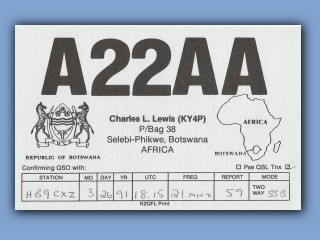 A22AA
Charles L. Lewis (KY4P)
P/Bag 38
Selebi-Phikwe, Botswana
AFRICA
AFRICA
BOTSWANA
REPUBLIC OF BOTSWANA
Confirming QSO with:
Pse QSL Tnx
STATION MO DAY YR UTC FREQ REPORT MODE
HB9CXZ 3 26 91 18:15 21 MHZ 59 TWO WAY SSB
K2QFL Print